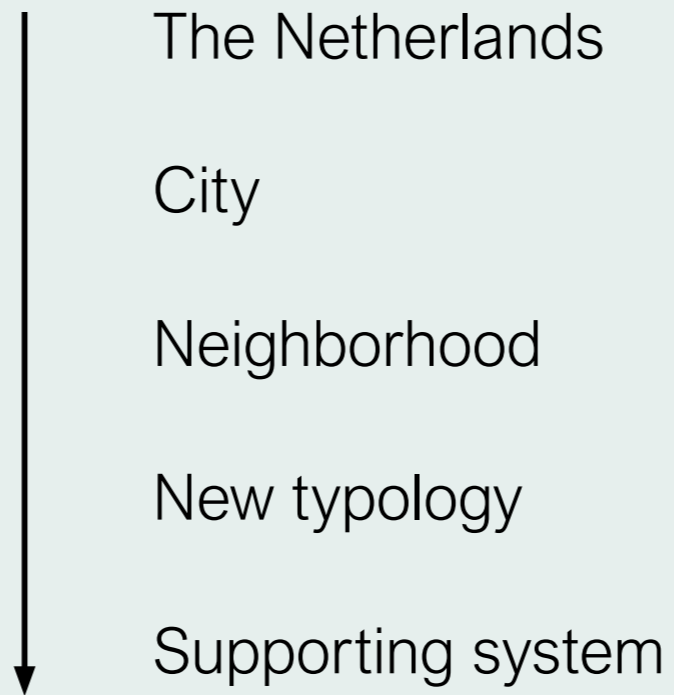 The Netherlands
City
Neighborhood
New typology
Supporting system